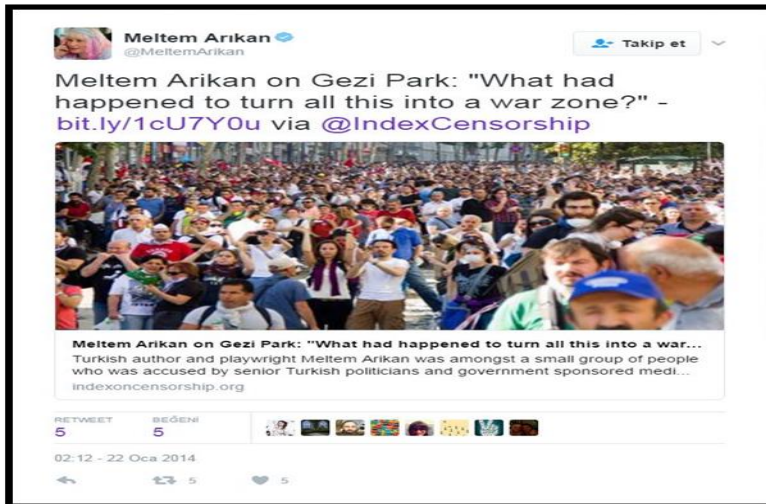 Meltem Arıkan
@MeltemArikan
Takip et
Meltem Arikan on Gezi Park: "What had
happened to turn all this into a war zone?" -
bit.ly/1cU7Y0u via @IndexCensorship
Meltem Arikan on Gezi Park: "What had happened to turn all this into a war...
Turkish author and playwright Meltem Arikan was amongst a small group of people
who was accused by senior Turkish politicians and government sponsored medi...
indexoncensorship.org
RETWEET BEĞENİ
5 5
02:12 - 22 Oca 2014
5 5